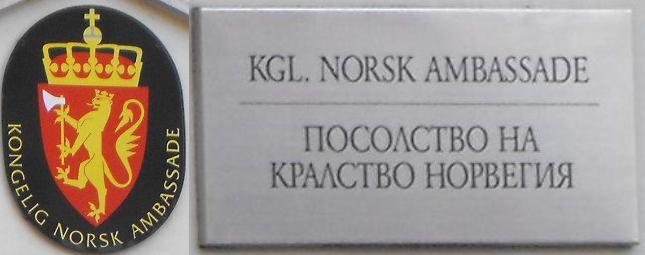 KONGELIG NORSK AMBASSADE
KGL. NORSK AMBASSADE
ПОСОЛСТВО НА
КРАЛСТВО НОРВЕГИЯ